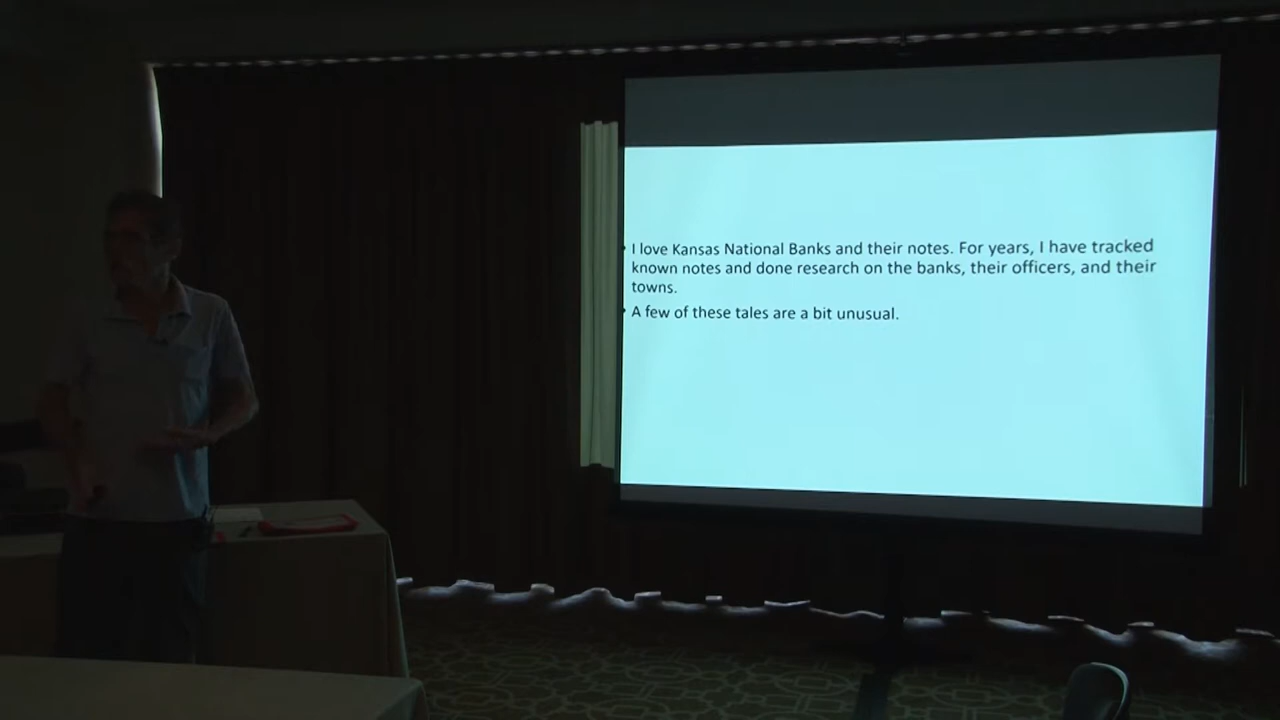 • I love Kansas National Banks and their notes. For years, I have tracked
known notes and done research on the banks, their officers, and their
towns.
• A few of these tales are a bit unusual.